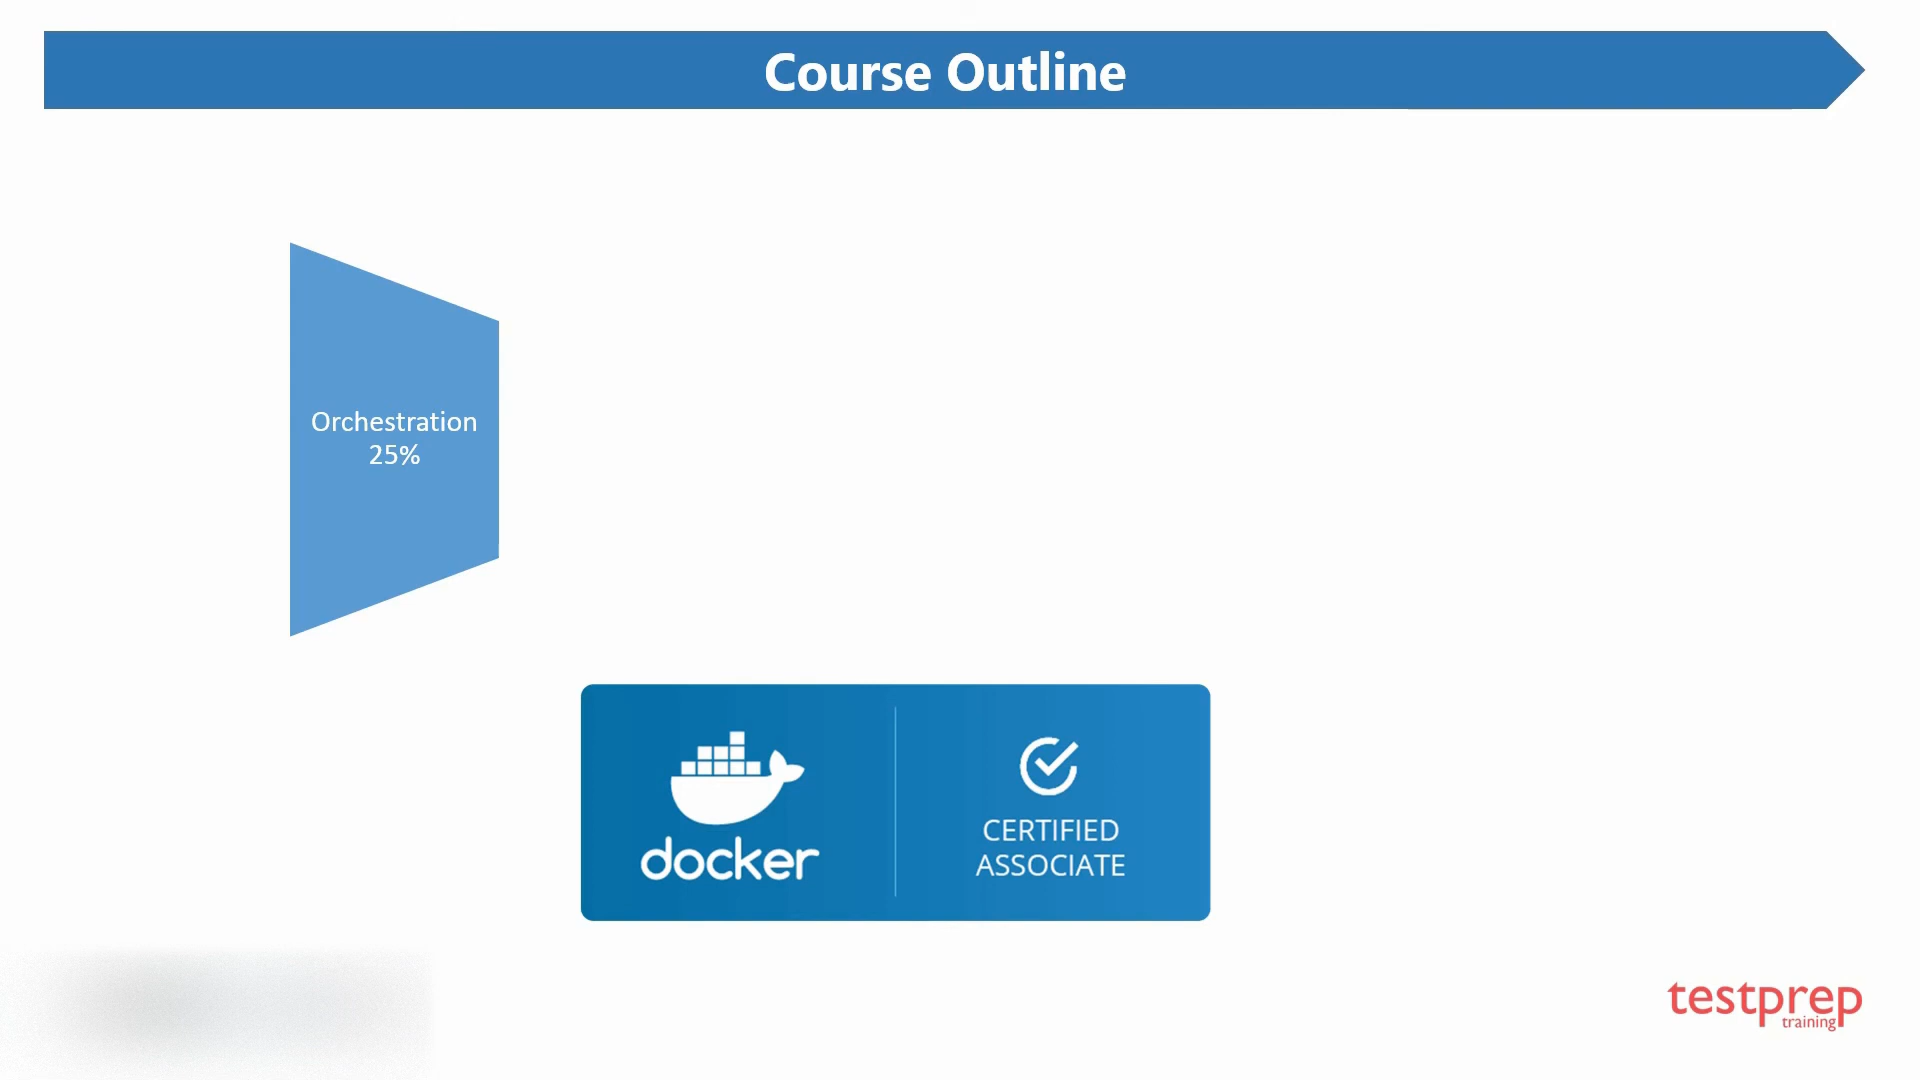 Course Outline
Orchestration
25%
docker
CERTIFIED
ASSOCIATE
testprep
training